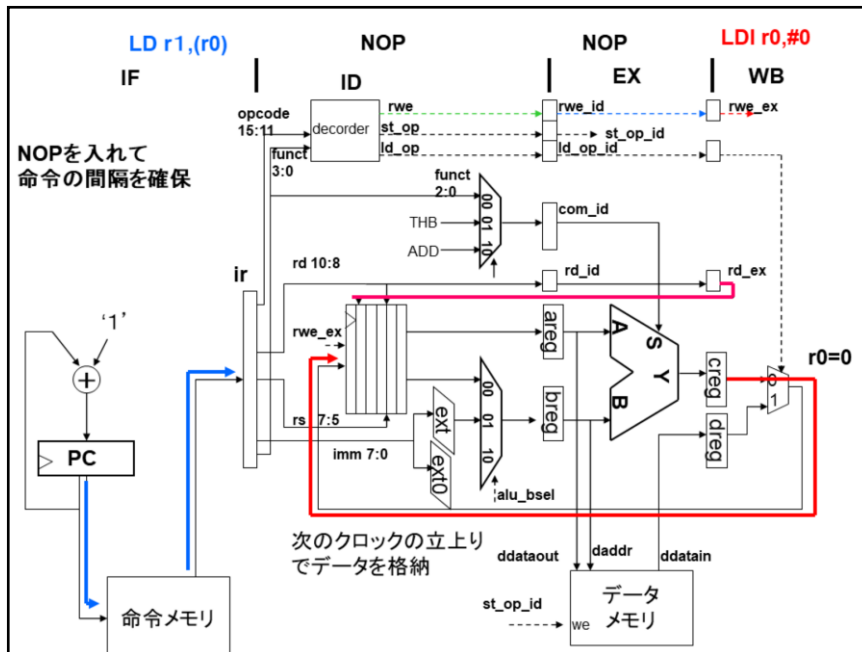 LD r1,(r0)
NOP
NOP
LDI r0,#0
IF
ID
EX
WB
opcode
15:11
decorder
rwe
rwe_id
rwe_ex
st_op
st_op_id
ld_op
ld_op_id
NOPを入れて
命令の間隔を確保
funct
3:0
funct
2:0
00
01
10
THB
ADD
com_id
ir
rd 10:8
rd_id
rd_ex
'1'
+
rwe_ex
areg
A
S
Y
B
creg
r0=0
0
1
00
01
10
ext
breg
dreg
rs 7:5
PC
imm 7:0
ext0
alu_bsel
次のクロックの立上り
でデータを格納
ddataout
daddr
ddatain
命令メモリ
st_op_id
we
データ
メモリ